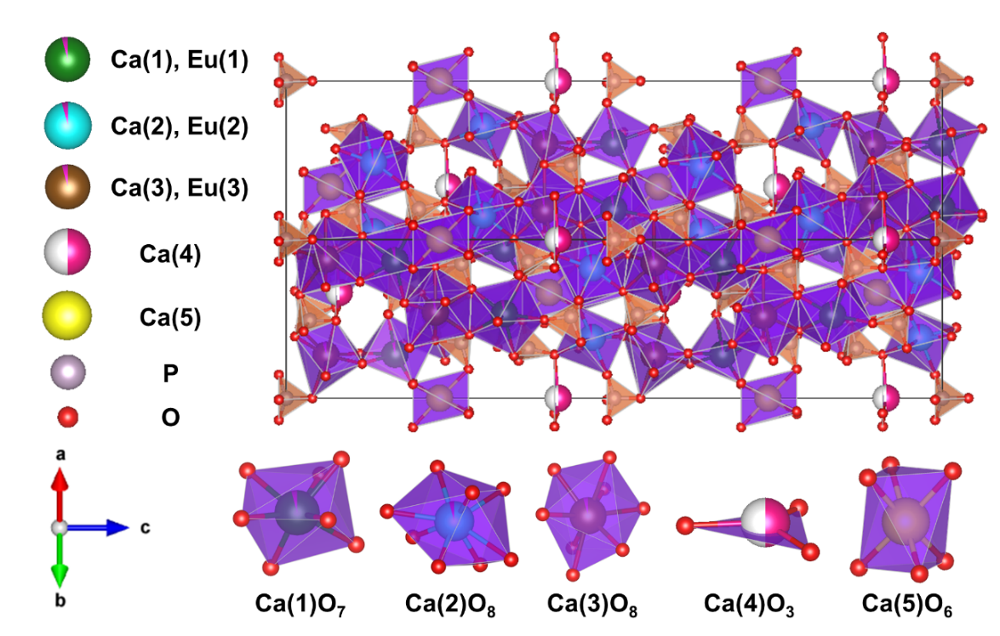 Ca(1), Eu(1)
Ca(2), Eu(2)
Ca(3), Eu(3)
Ca(4)
Ca(5)
P
O
a
c
b
Ca(1)O₇
Ca(2)O₈
Ca(3)O₈
Ca(4)O₃
Ca(5)O₆